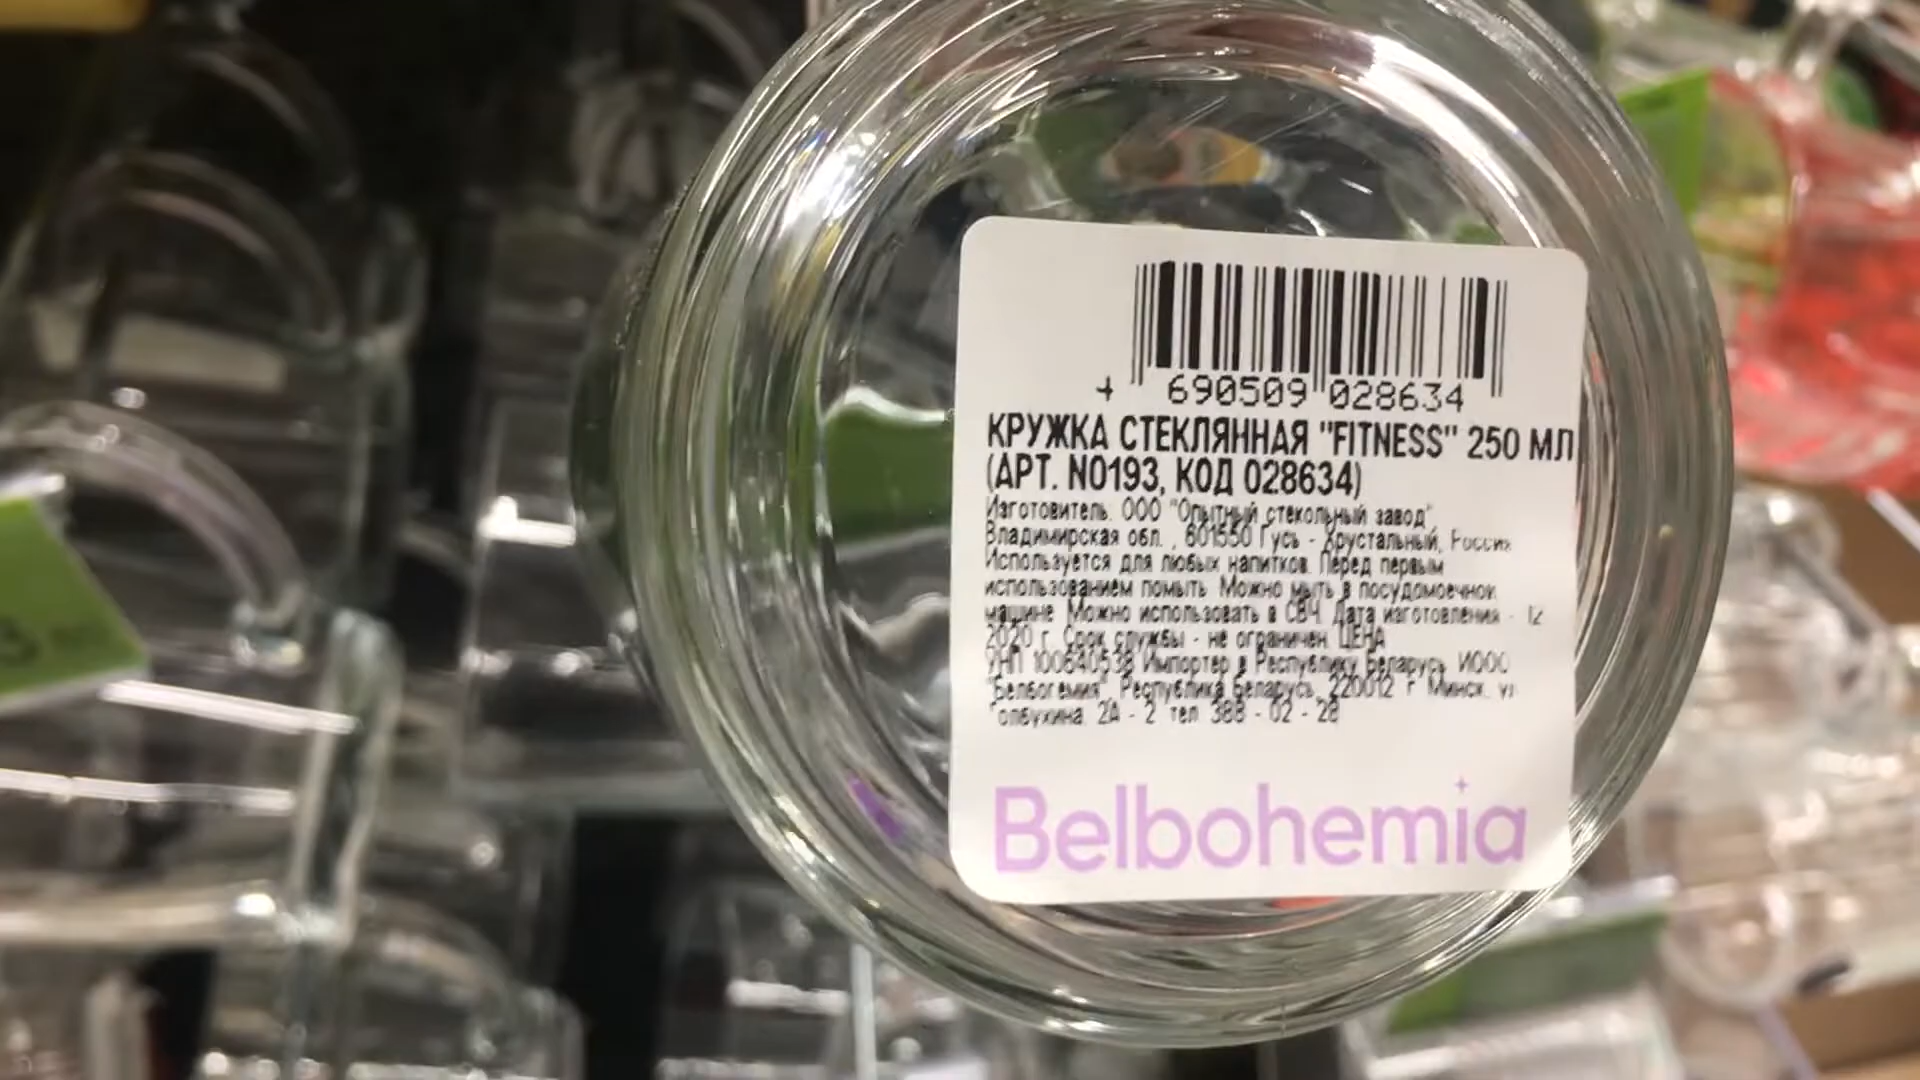 4 690509 028634
КРУЖКА СТЕКЛЯННАЯ "FITNESS" 250 МЛ
(АРТ. N0193, КОД 028634)
Изготовитель: ООО "Опытный стекольный завод"
Владимирская обл., 601550 Гусь - Хрустальный, Россия
Используется для любых напитков. Перед первым
использованием помыть. Можно мыть в посудомоечной
машине. Можно использовать в СВЧ. Дата изготовления - 12
2020 г. Срок службы - не ограничен. ЦЕНА
УНП 100640538 Импортер в Республику Беларусь: ИООО
"Белбогемия", Республика Беларусь, 220012 г. Минск, ул
Толбухина, 2А - 2 тел 388 - 02 - 28
Belbohemia